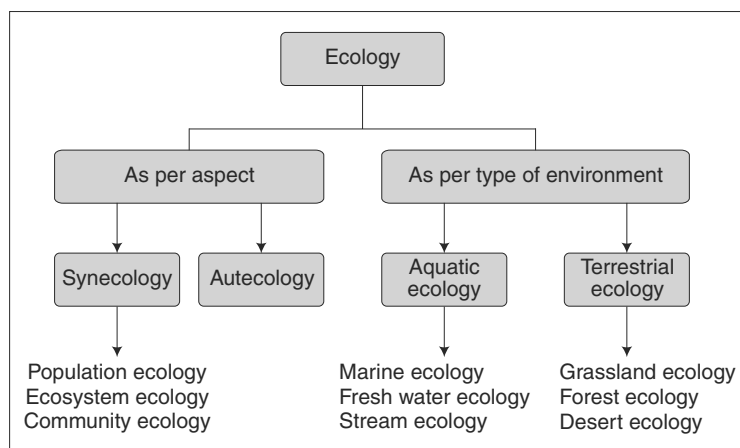 Ecology
As per aspect
As per type of environment
Synecology
Autecology
Aquatic
ecology
Terrestrial
ecology
Population ecology
Ecosystem ecology
Community ecology
Marine ecology
Fresh water ecology
Stream ecology
Grassland ecology
Forest ecology
Desert ecology